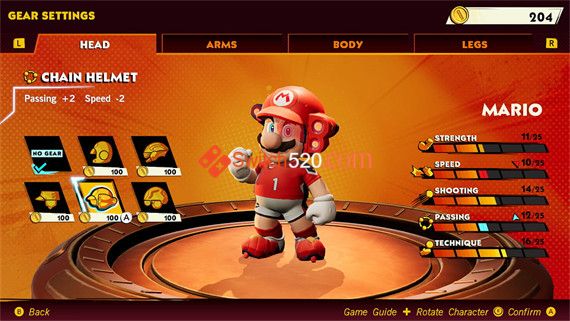 GEAR SETTINGS
204
L HEAD ARMS BODY LEGS R
CHAIN HELMET
Passing +2 Speed -2
MARIO
STRENGTH 11/25
SPEED 10/25
SHOOTING 14/25
PASSING 12/25
TECHNIQUE 16/25
NO GEAR 100 100
100 100 A 100
M
1
520.com
B Back
Game Guide + Rotate Character Confirm A